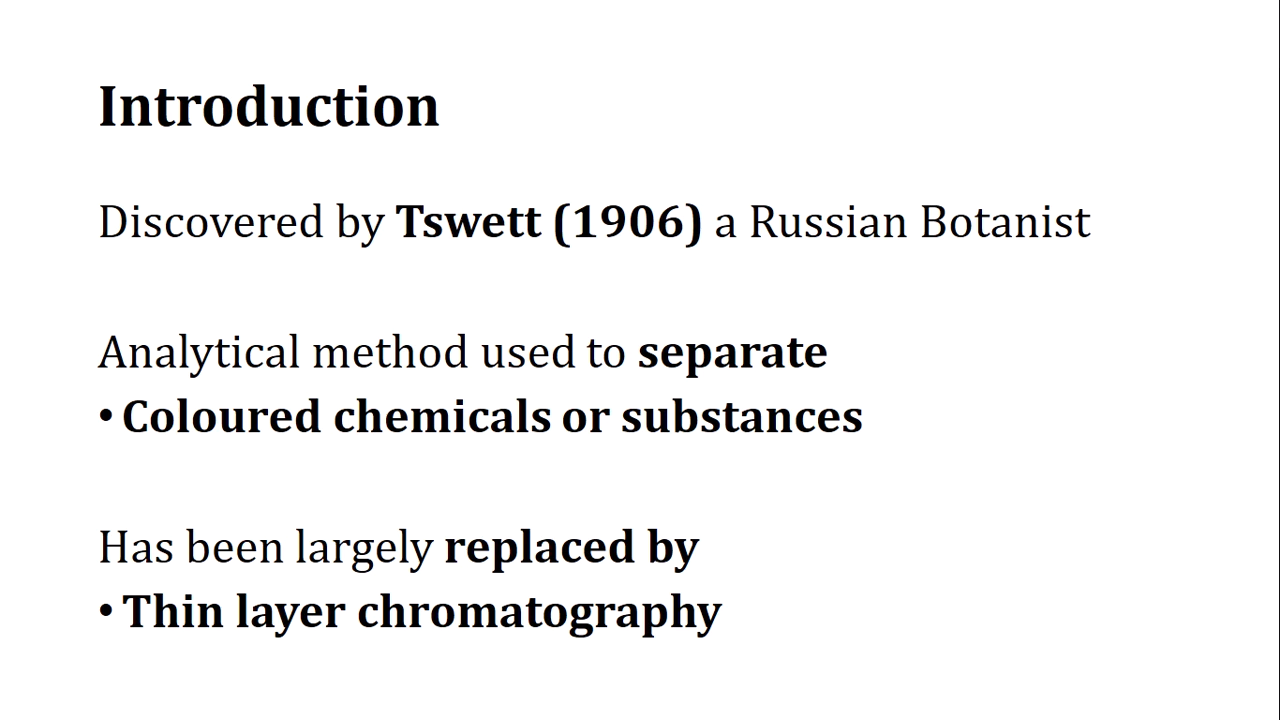 Introduction
Discovered by Tswett (1906) a Russian Botanist
Analytical method used to separate
• Coloured chemicals or substances
Has been largely replaced by
• Thin layer chromatography